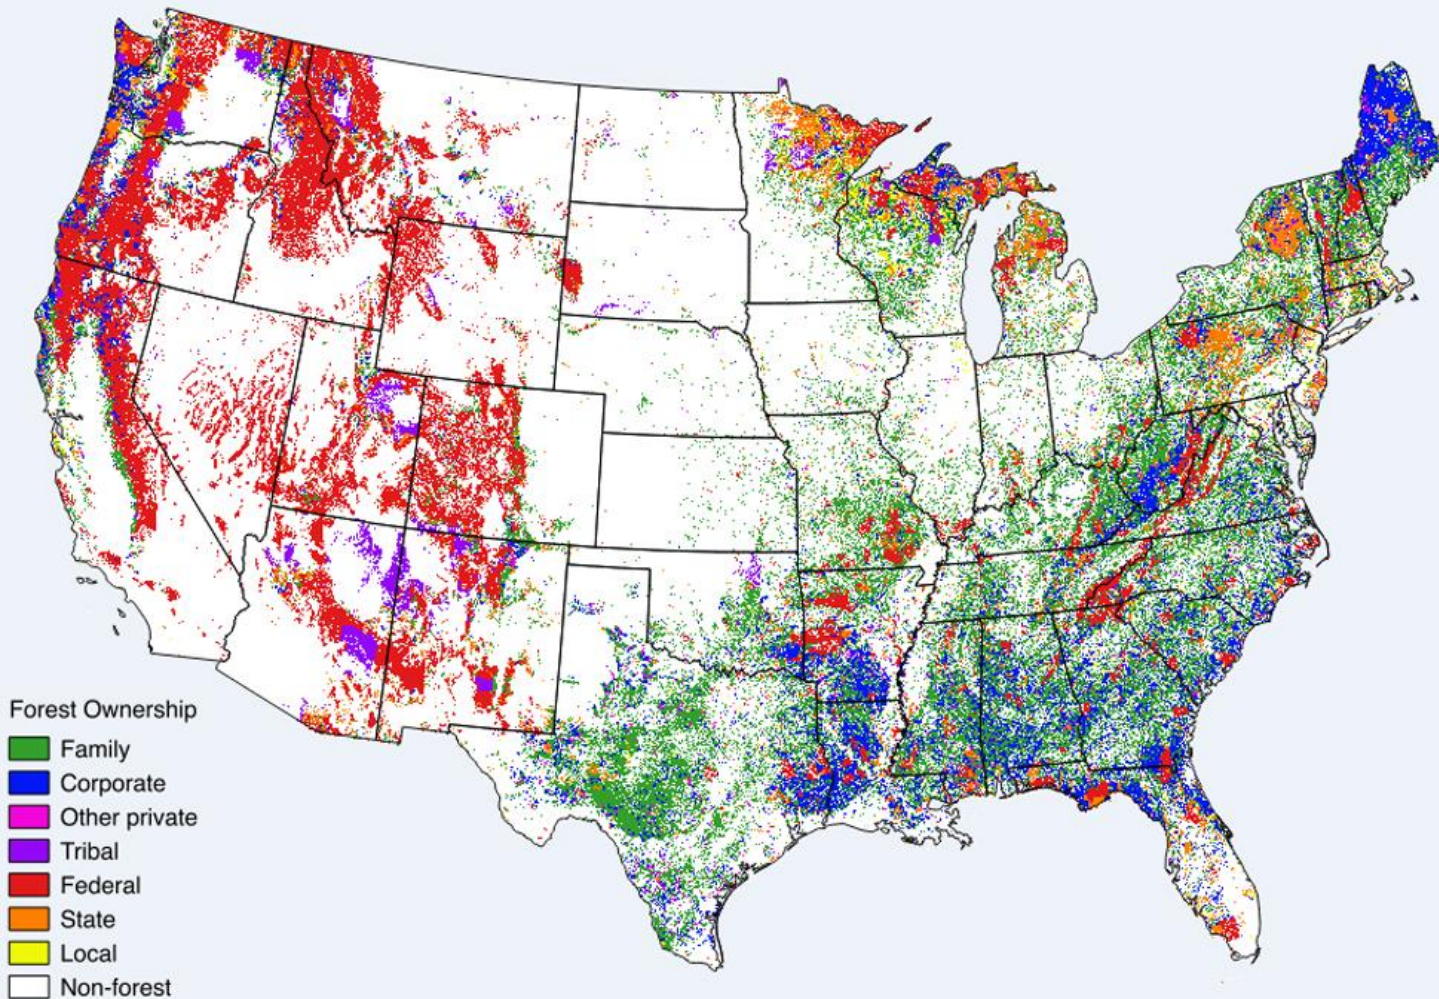 Forest Ownership
Family
Corporate
Other private
Tribal
Federal
State
Local
Non-forest